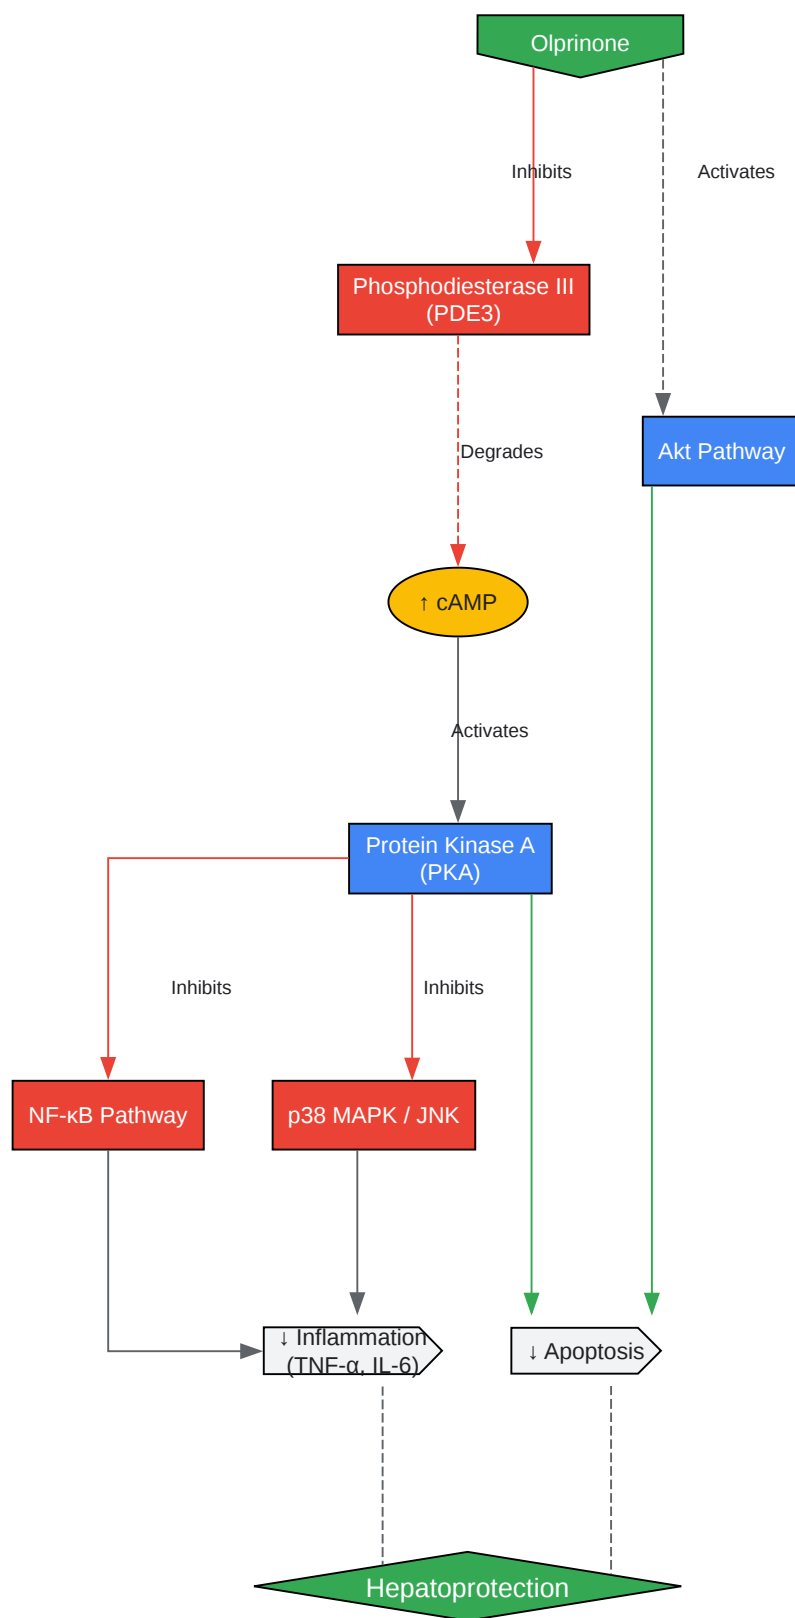 Olprinone
Inhibits
Activates
Phosphodiesterase III
(PDE3)
Degrades
Akt Pathway
↑ cAMP
Activates
Protein Kinase A
(PKA)
Inhibits
Inhibits
NF-κB Pathway
p38 MAPK / JNK
↓ Inflammation
(TNF-α, IL-6)
↓ Apoptosis
Hepatoprotection